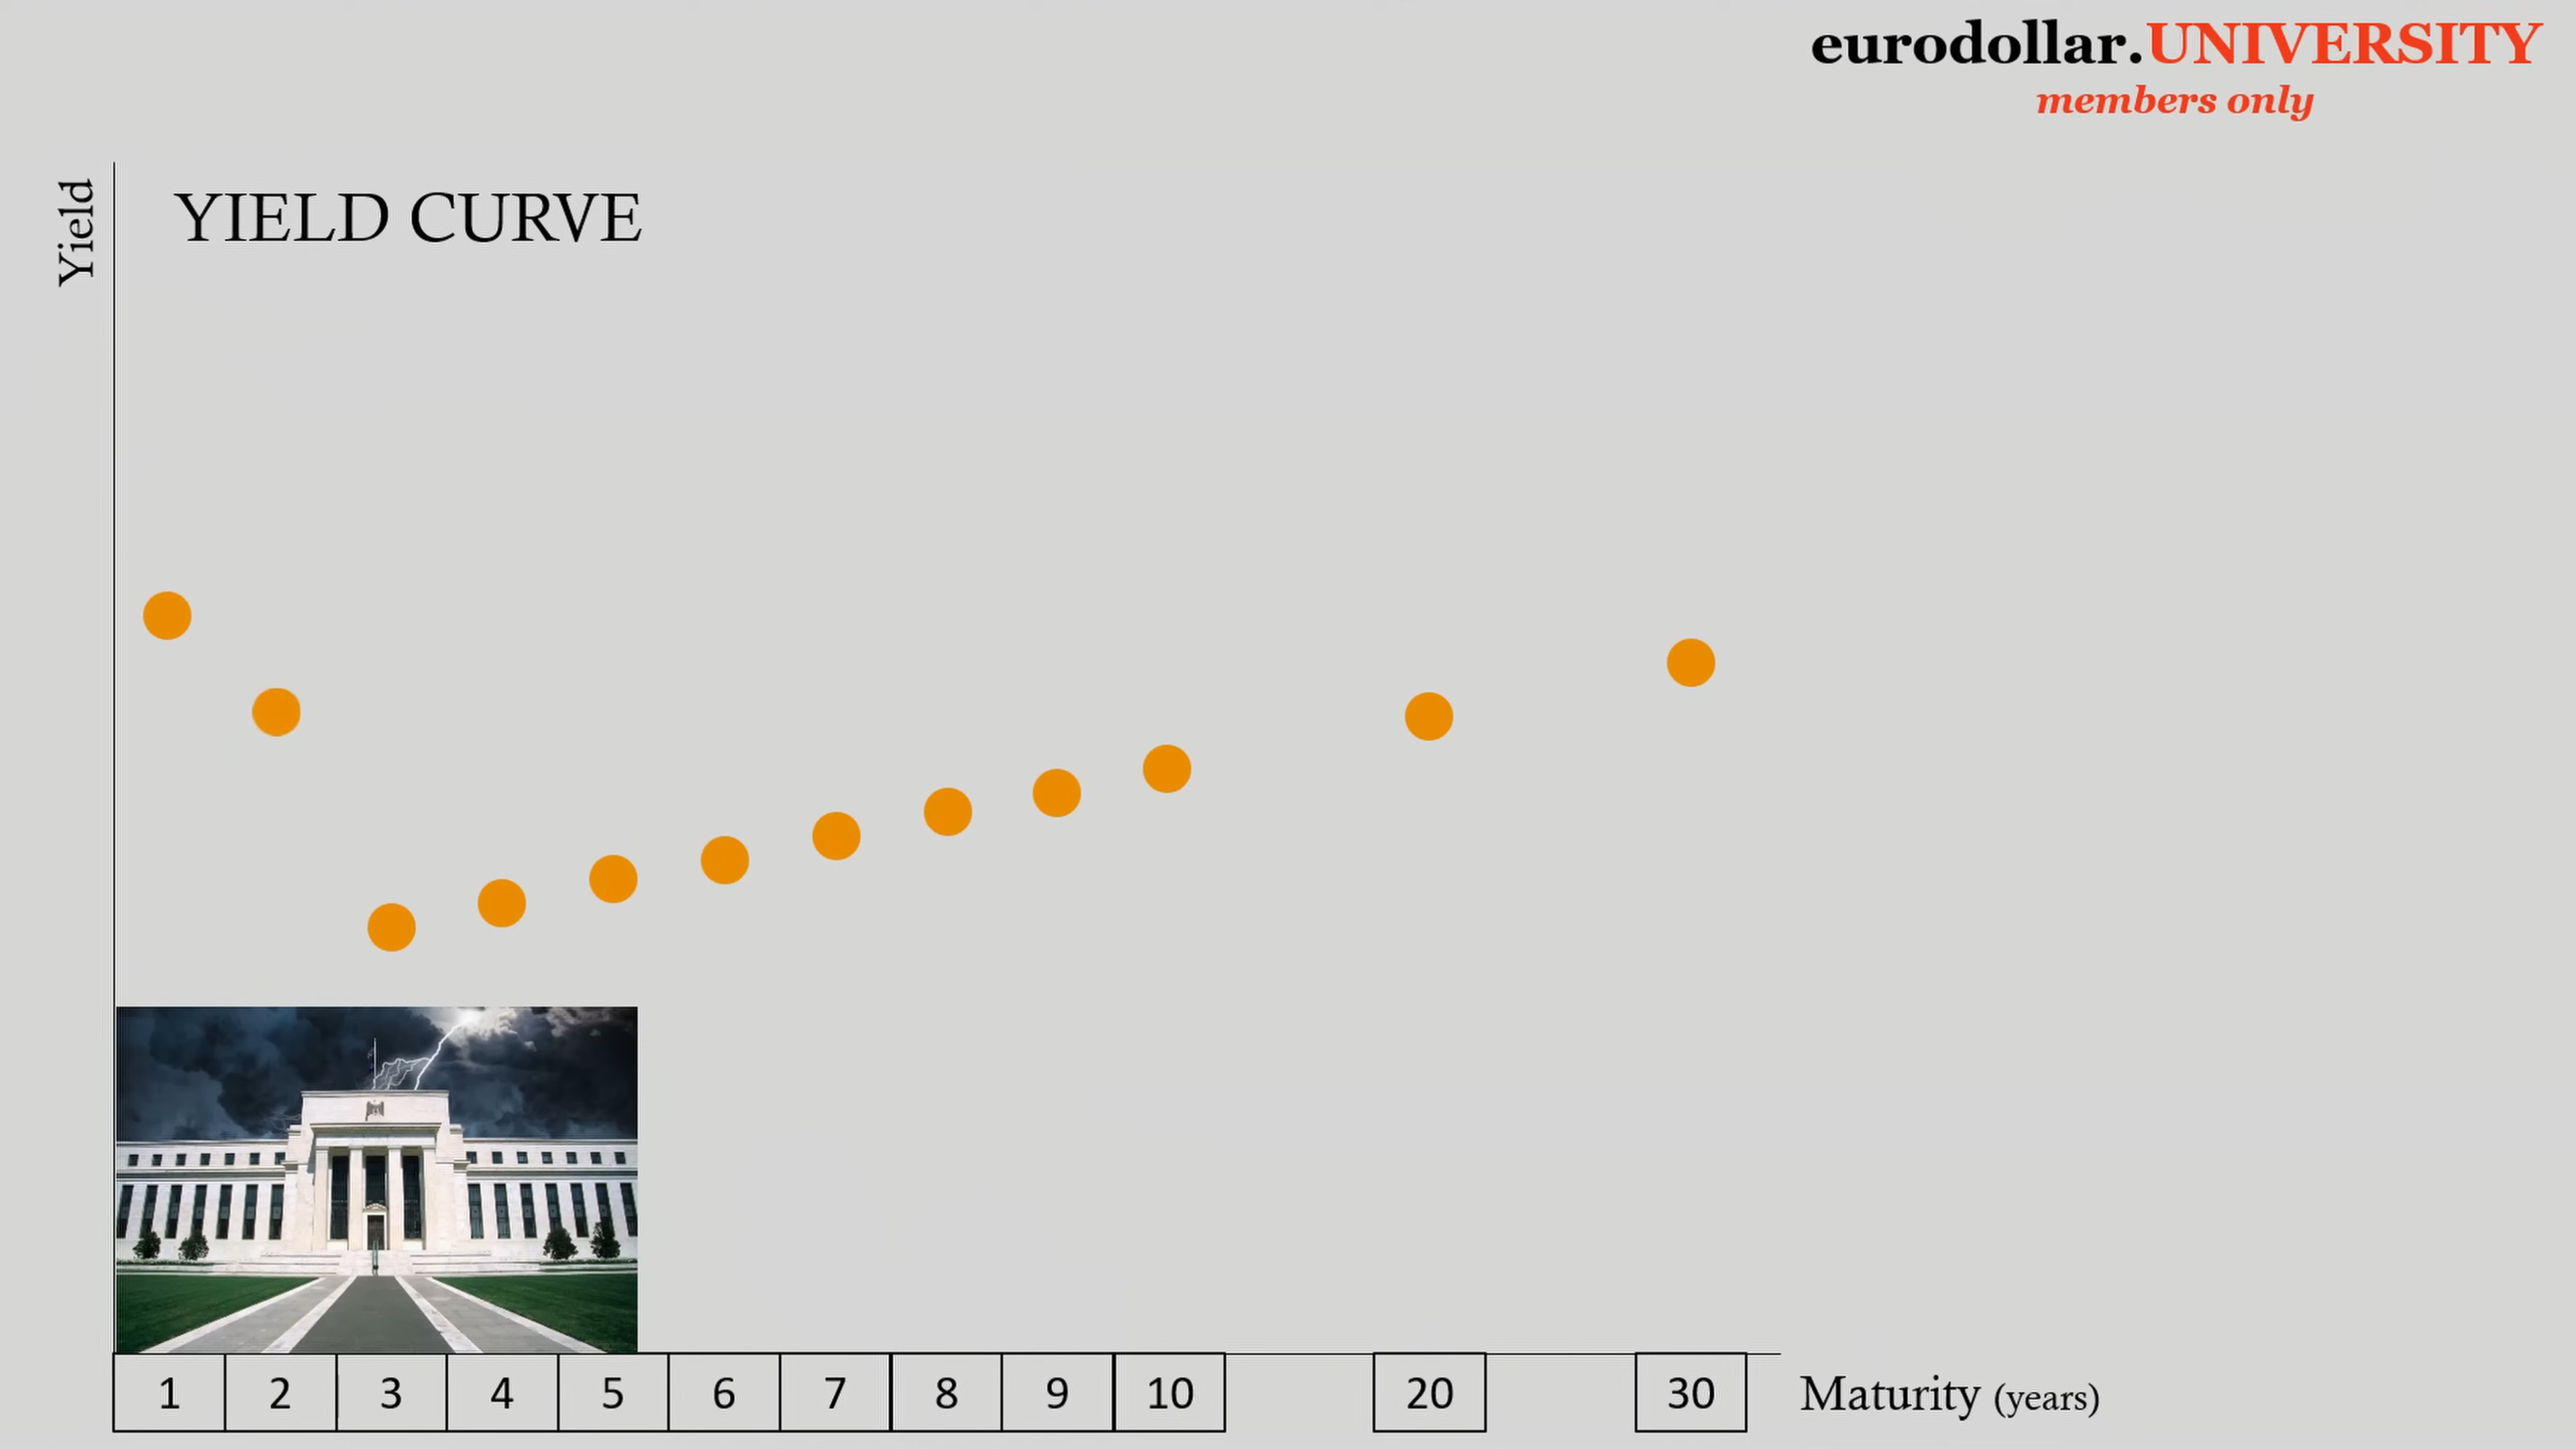 eurodollar.UNIVERSITY
members only
Yield
YIELD CURVE
1 2 3 4 5 6 7 8 9 10 20 30 Maturity (years)